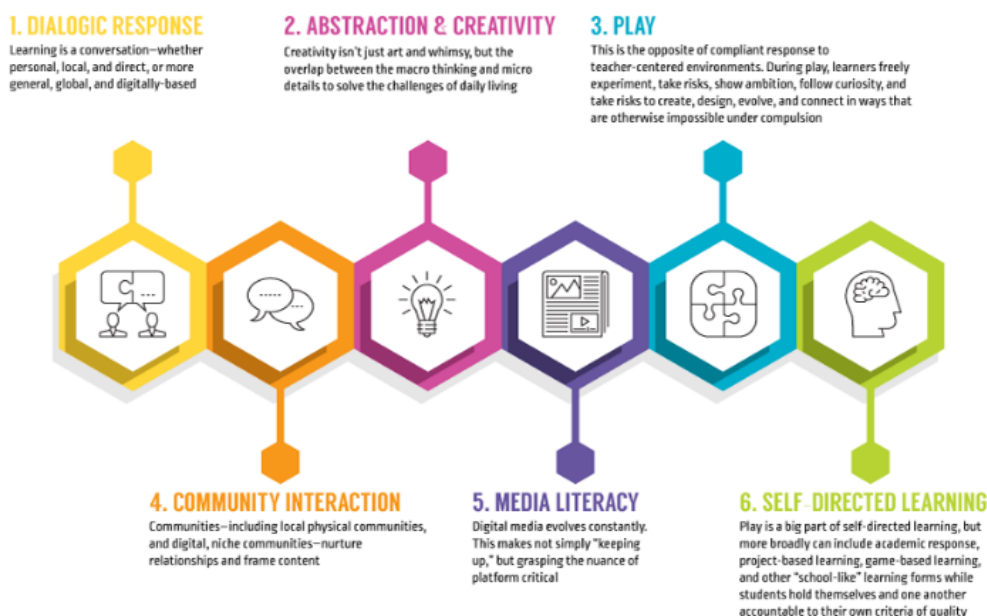 1. DIALOGIC RESPONSE
Learning is a conversation—whether
personal, local, and direct, or more
general, global, and digitally-based
2. ABSTRACTION & CREATIVITY
Creativity isn't just art and whimsy, but the
overlap between the macro thinking and micro
details to solve the challenges of daily living
3. PLAY
This is the opposite of compliant response to
teacher-centered environments. During play, learners freely
experiment, take risks, show ambition, follow curiosity, and
take risks to create, design, evolve, and connect in ways that
are otherwise impossible under compulsion
4. COMMUNITY INTERACTION
Communities—including local physical communities,
and digital, niche communities—nurture
relationships and frame content
5. MEDIA LITERACY
Digital media evolves constantly.
This makes not simply "keeping
up," but grasping the nuance of
platform critical
6. SELF-DIRECTED LEARNING
Play is a big part of self-directed learning, but
more broadly can include academic response,
project-based learning, game-based learning,
and other "school-like" learning forms while
students hold themselves and one another
accountable to their own criteria of quality